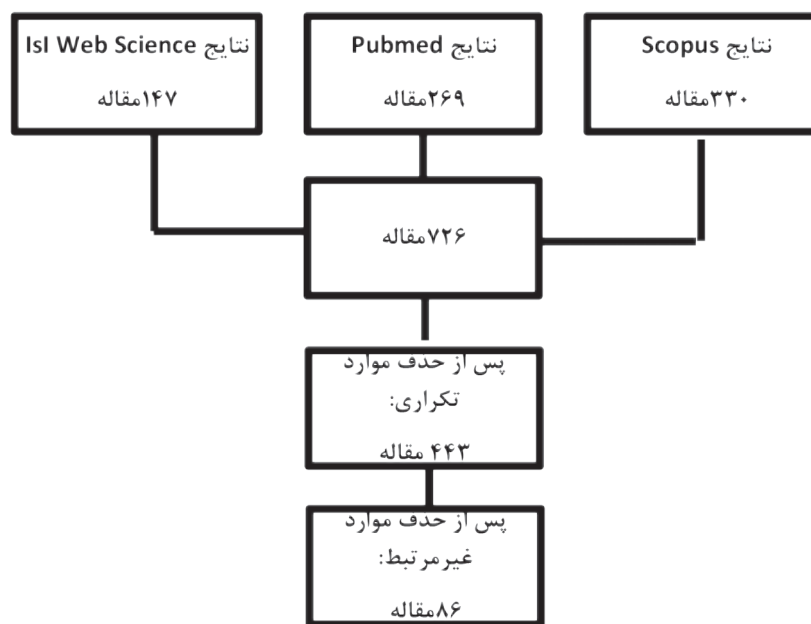 نتایج IsI Web Science
۱۴۷مقاله
نتایج Pubmed
۲۶۹مقاله
نتایج Scopus
۳۳۰مقاله
۷۲۶مقاله
پس از حذف موارد
تکراری:
۴۴۳ مقاله
پس از حذف موارد
غیرمرتبط:
۸۶مقاله